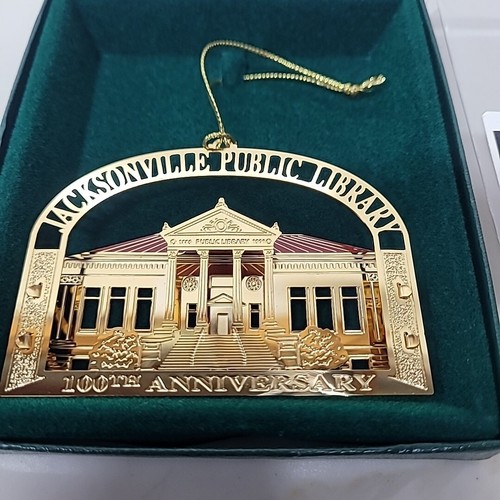 JACKSONVILLE PUBLIC LIBRARY
PUBLIC LIBRARY
100TH ANNIVERSARY